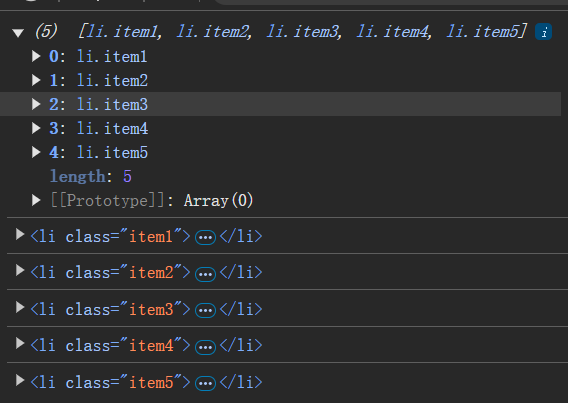 (5) [li.item1, li.item2, li.item3, li.item4, li.item5] i
0: li.item1
1: li.item2
2: li.item3
3: li.item4
4: li.item5
length: 5
[[Prototype]]: Array(0)
<li class="item1">…</li>
<li class="item2">…</li>
<li class="item3">…</li>
<li class="item4">…</li>
<li class="item5">…</li>